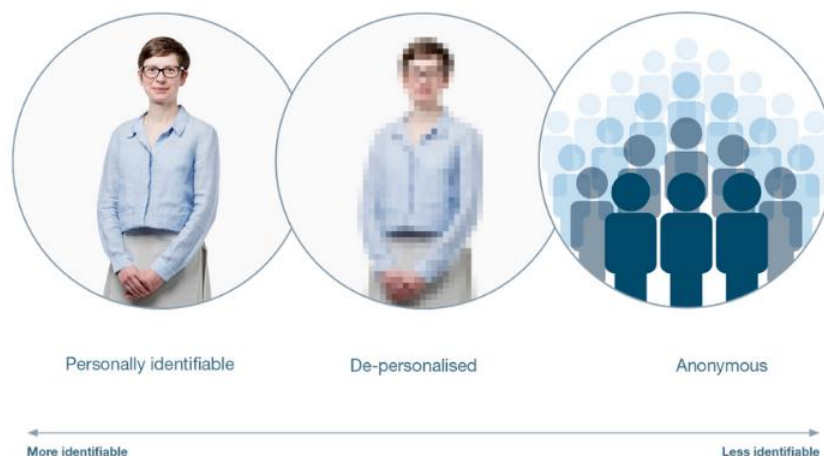 Personally identifiable
De-personalised
Anonymous
More identifiable
Less identifiable